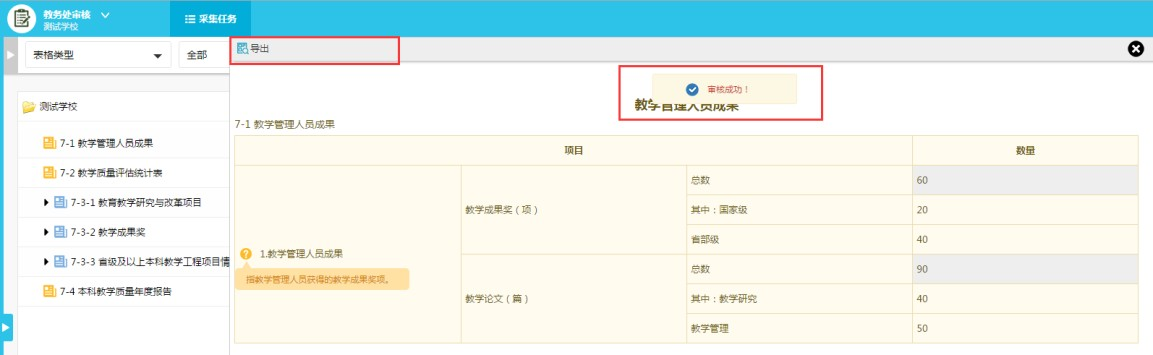 教务处审核
测试学校
采集任务
表格类型
全部
导出
审核成功！
教学管理人员成果
测试学校
7-1 教学管理人员成果
7-2 教学质量评估统计表
7-3-1 教育教学研究与改革项目
7-3-2 教学成果奖
7-3-3 省级及以上本科教学工程项目情
7-4 本科教学质量年度报告
7-1 教学管理人员成果
项目
数量
1.教学管理人员成果
指教学管理人员获得的教学成果奖项。
教学成果奖（项）
总数
60
其中：国家级
20
省部级
40
教学论文（篇）
总数
90
其中：教学研究
40
教学管理
50